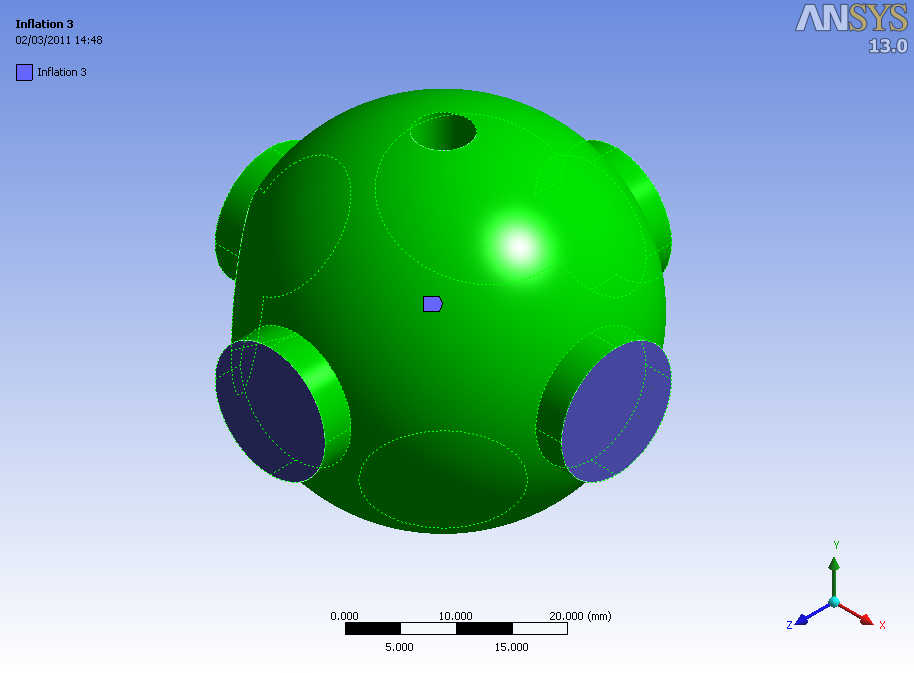 Inflation 3
02/03/2011 14:48
Inflation 3
ANSYS
13.0
0.000 10.000 20.000 (mm)
5.000 15.000
Y
Z X